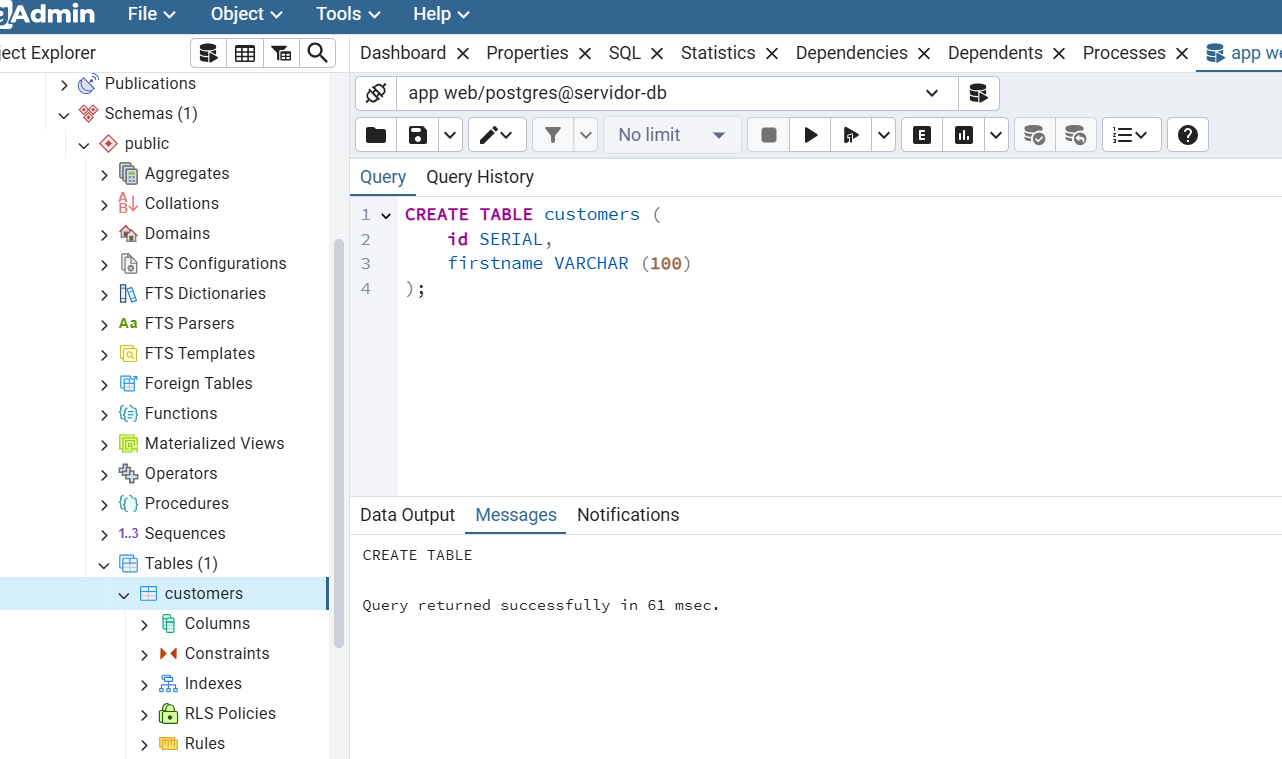 gAdmin File Object Tools Help
ject Explorer
Dashboard Properties SQL Statistics Dependencies Dependents Processes app we
Publications
Schemas (1)
public
Aggregates
Collations
Domains
FTS Configurations
FTS Dictionaries
Aa FTS Parsers
FTS Templates
Foreign Tables
Functions
Materialized Views
Operators
Procedures
1..3 Sequences
Tables (1)
customers
Columns
Constraints
Indexes
RLS Policies
Rules
app web/postgres@servidor-db
No limit
E
Query Query History
1 CREATE TABLE customers (
2 id SERIAL,
3 firstname VARCHAR (100)
4 );
Data Output Messages Notifications
CREATE TABLE
Query returned successfully in 61 msec.